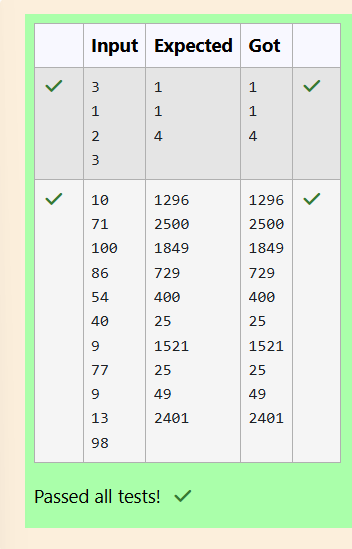 Input Expected Got
3 1 1
1 1 1
2 4 4
3
10 1296 1296
71 2500 2500
100 1849 1849
86 729 729
54 400 400
40 25 25
9 1521 1521
77 25 25
9 49 49
13 2401 2401
98
Passed all tests!